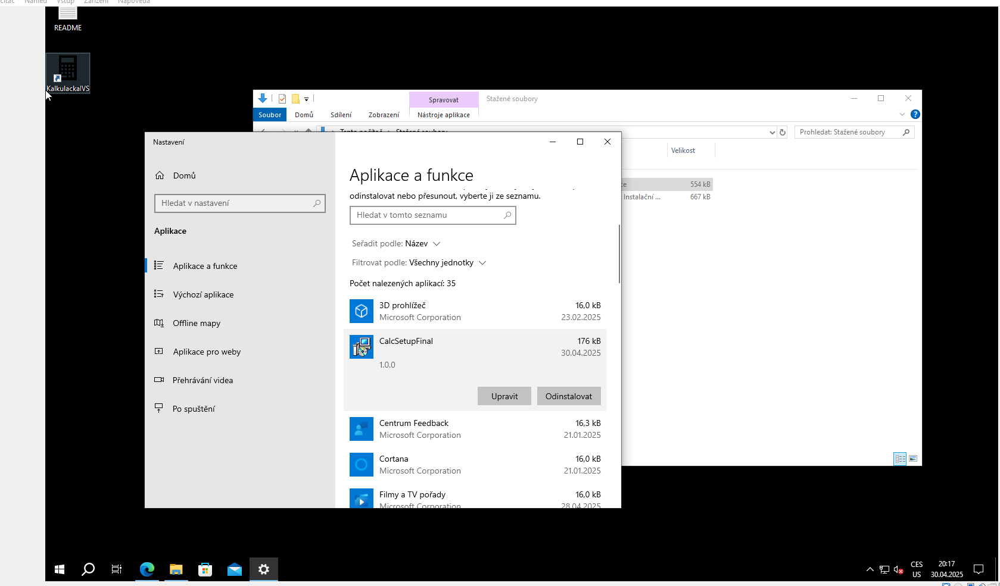 Náhled Vstup Zařízení Nápověda
README
KalkulackaIVS
Spravovat
Stažené soubory
Soubor Domů Sdílení Zobrazení Nástroje aplikace
Tento počítač Stažené soubory
Prohledat: Stažené soubory
Velikost
554 kB
Instalační ...
667 kB
Nastavení
Domů
Hledat v nastavení
Aplikace
Aplikace a funkce
Výchozí aplikace
Offline mapy
Aplikace pro weby
Přehrávání videa
Po spuštění
Aplikace a funkce
odinstalovat nebo přesunout, vyberte ji ze seznamu.
Hledat v tomto seznamu
Seřadit podle: Název
Filtrovat podle: Všechny jednotky
Počet nalezených aplikací: 35
3D prohlížeč 16,0 kB
Microsoft Corporation 23.02.2025
CalcSetupFinal 176 kB
30.04.2025
1.0.0
Upravit Odinstalovat
Centrum Feedback 16,3 kB
Microsoft Corporation 21.01.2025
Cortana 16,0 kB
Microsoft Corporation 21.01.2025
Filmy a TV pořady 16,0 kB
Microsoft Corporation 28.04.2025
CES
US
20:17
30.04.2025